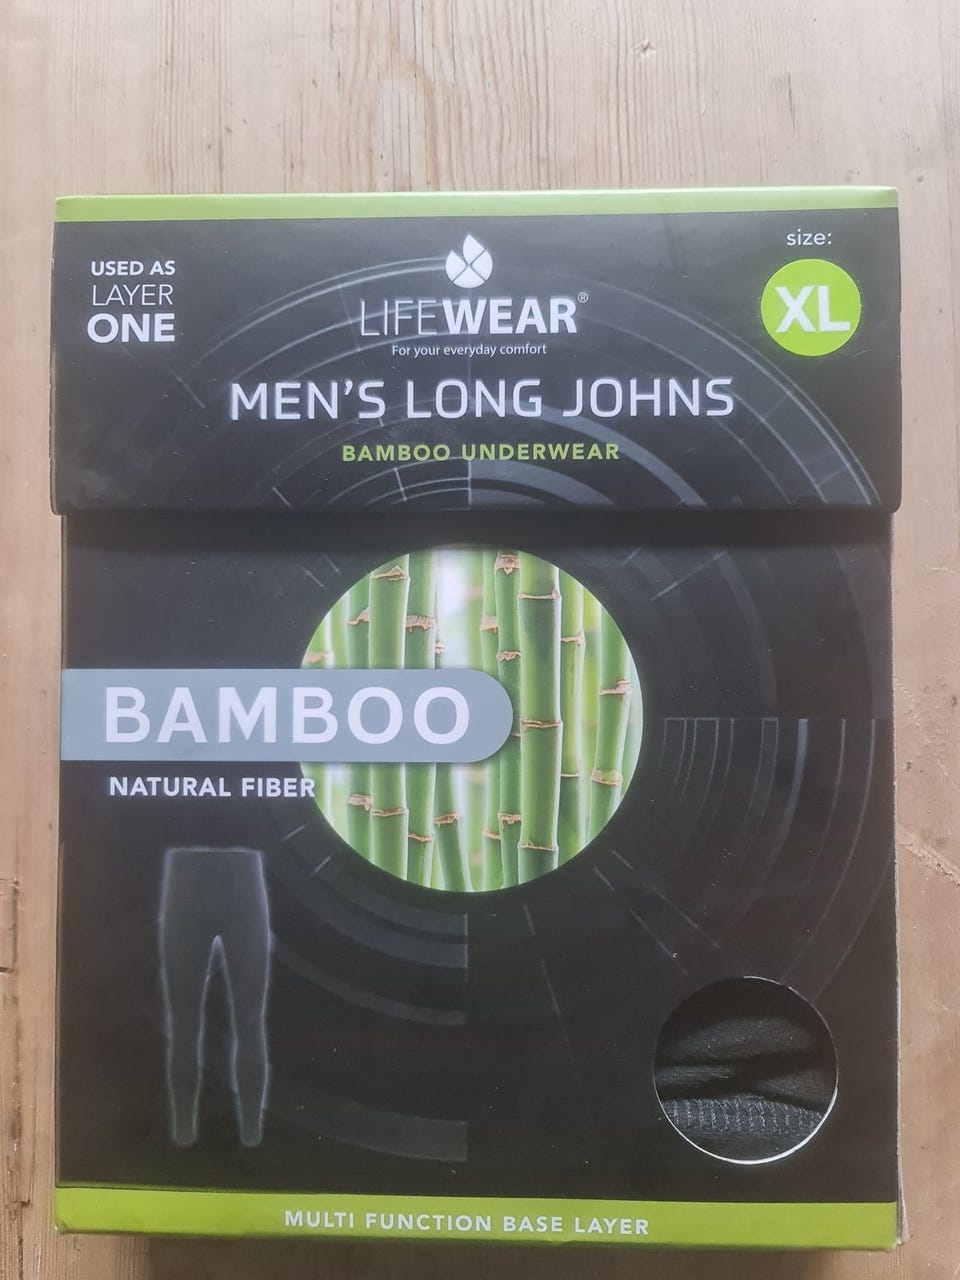 USED AS
LAYER
ONE
LIFEWEAR®
For your everyday comfort
size:
XL
MEN'S LONG JOHNS
BAMBOO UNDERWEAR
BAMBOO
NATURAL FIBER
MULTI FUNCTION BASE LAYER